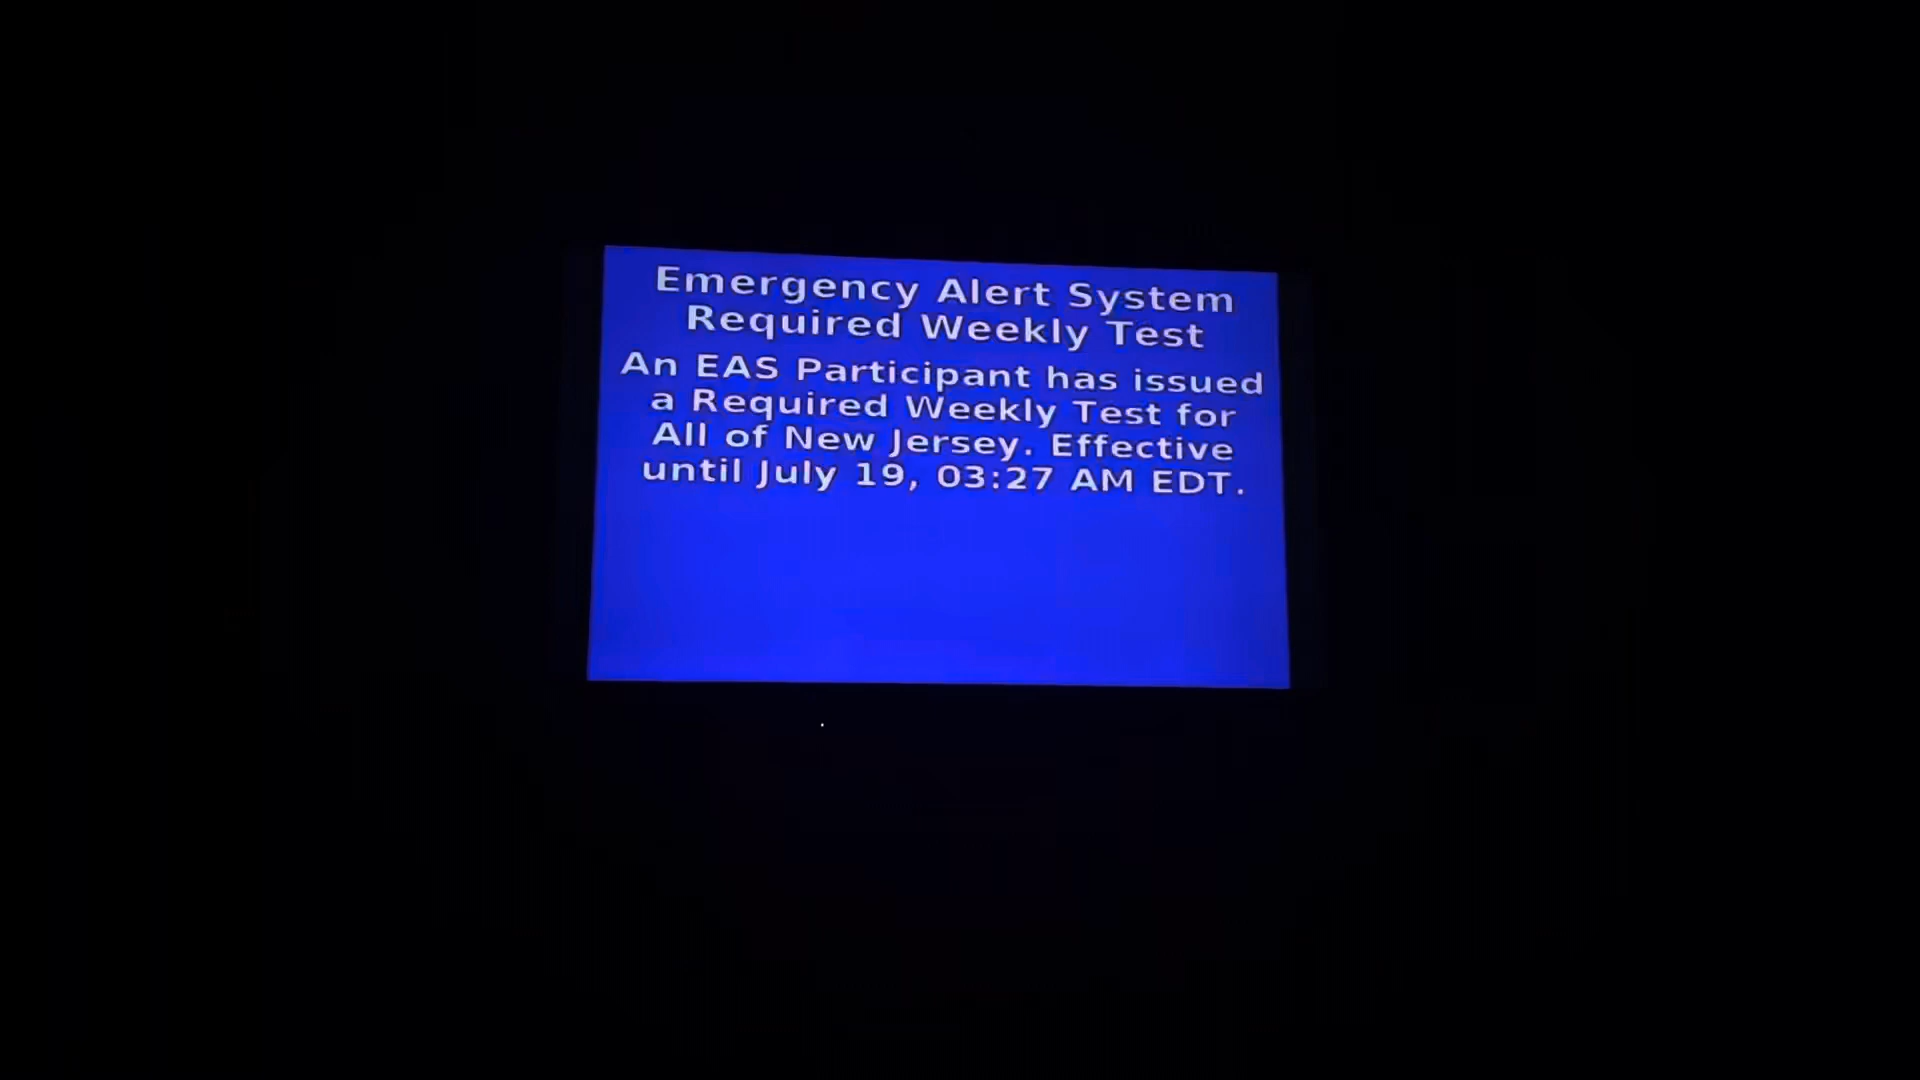 Emergency Alert System
Required Weekly Test
An EAS Participant has issued
a Required Weekly Test for
All of New Jersey. Effective
until July 19, 03:27 AM EDT.